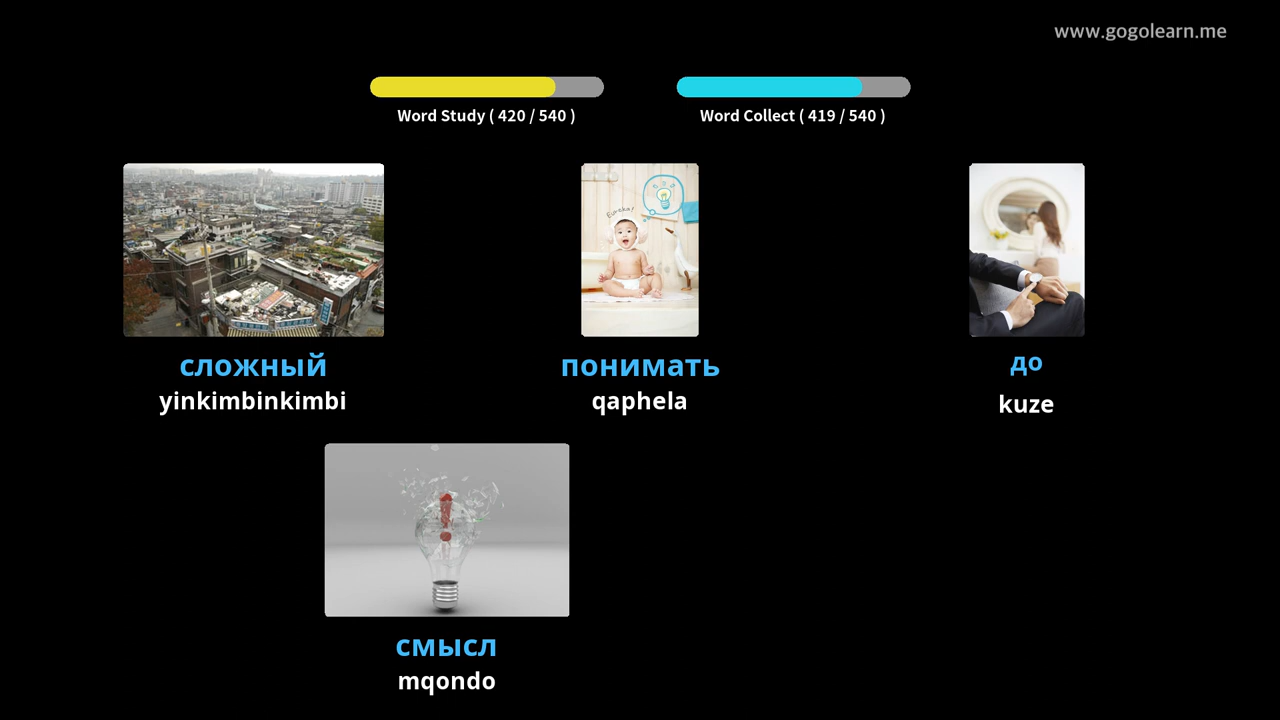 www.gogolearn.me
Word Study ( 420 / 540 )
Word Collect ( 419 / 540 )
Eureka!
сложный
yinkimbinkimbi
понимать
qaphela
до
kuze
смысл
mqondo